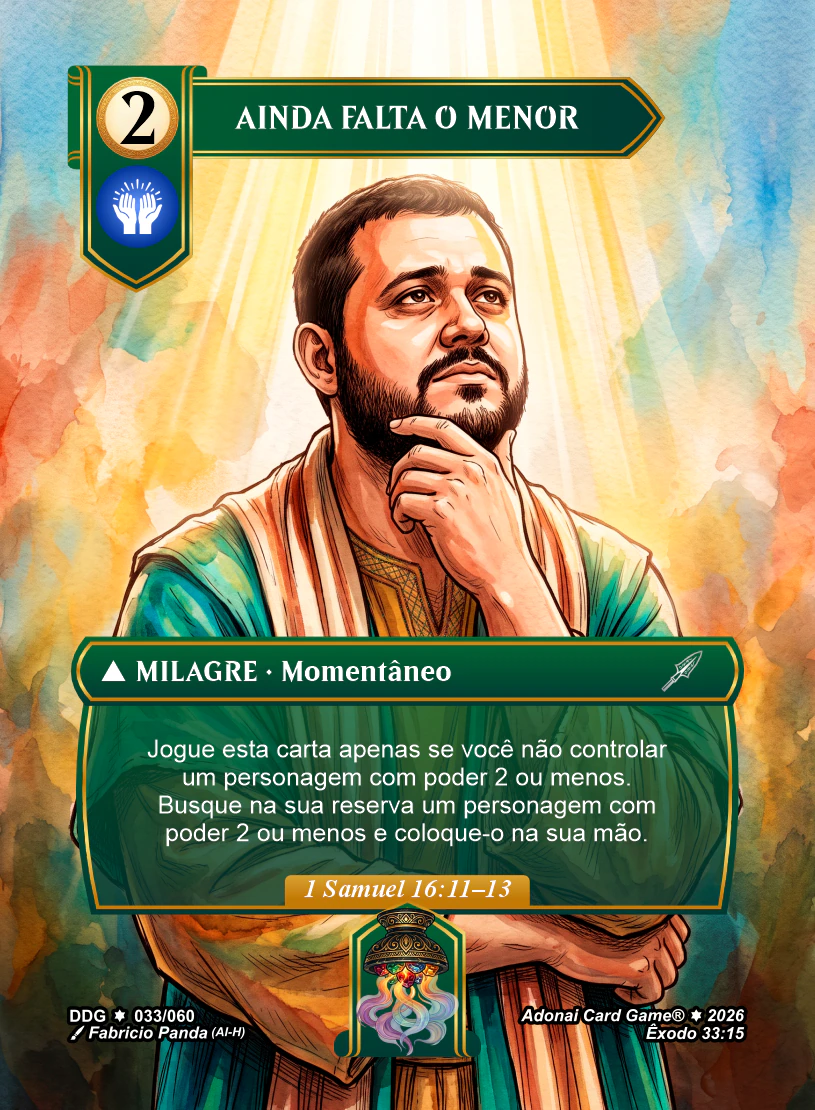 2
AINDA FALTA O MENOR
MILAGRE · Momentâneo
Jogue esta carta apenas se você não controlar
um personagem com poder 2 ou menos.
Busque na sua reserva um personagem com
poder 2 ou menos e coloque-o na sua mão.
1 Samuel 16:11–13
DDG ✸ 033/060
Fabricio Panda (AI-H)
Adonai Card Game® ✸ 2026
Êxodo 33:15